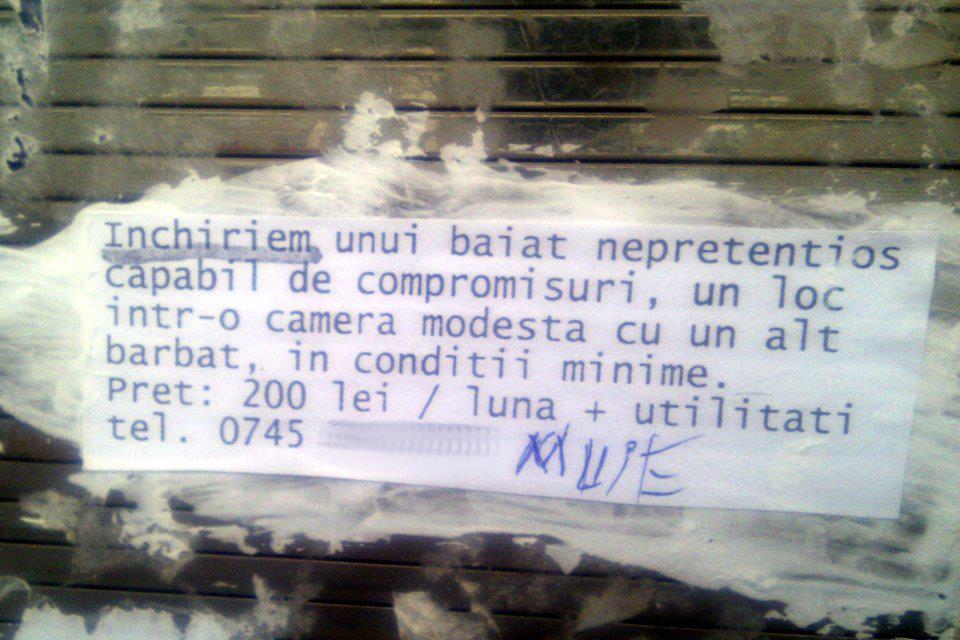 Inchiriem unui baiat nepretentios
capabil de compromisuri, un loc
intr-o camera modesta cu un alt
barbat, in conditii minime.
Pret: 200 lei / luna + utilitati
tel. 0745